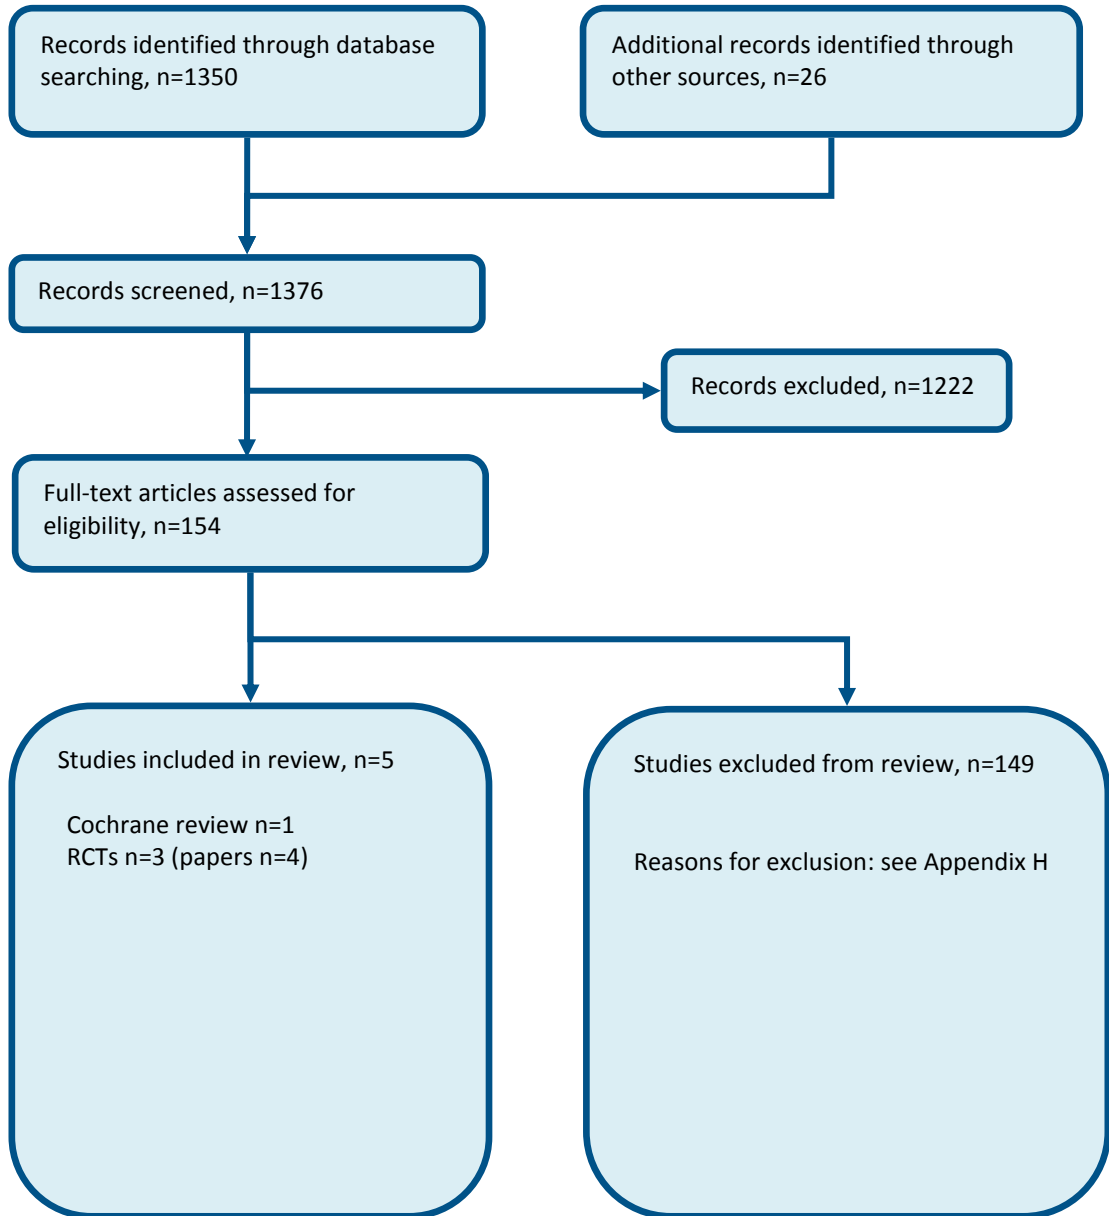 Records identified through database
searching, n=1350
Additional records identified through
other sources, n=26
Records screened, n=1376
Records excluded, n=1222
Full-text articles assessed for
eligibility, n=154
Studies included in review, n=5
Cochrane review n=1
RCTs n=3 (papers n=4)
Studies excluded from review, n=149
Reasons for exclusion: see Appendix H